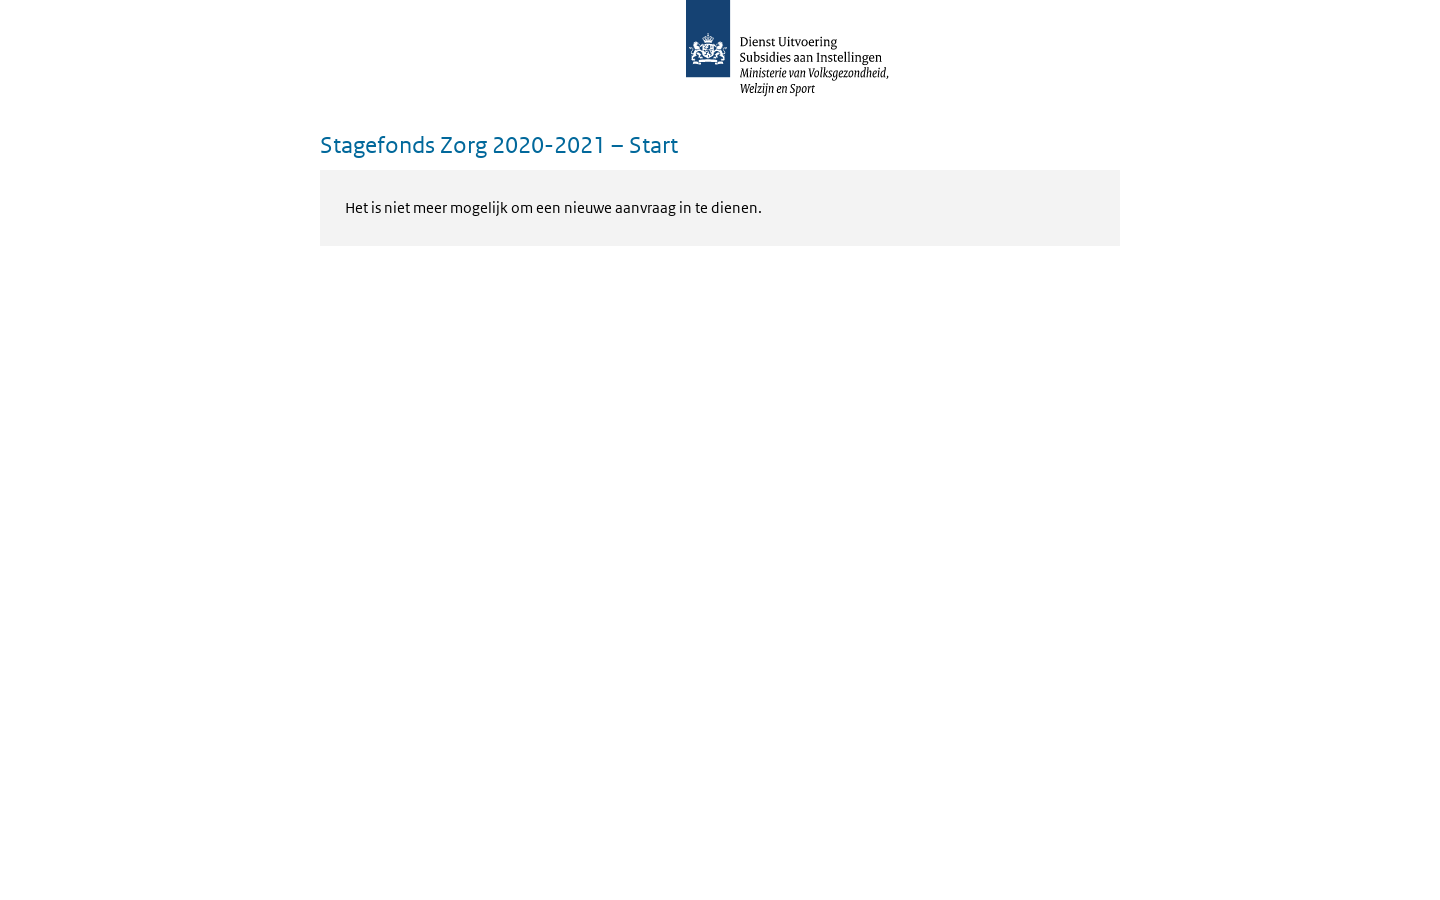 Dienst Uitvoering
Subsidies aan Instellingen
Ministerie van Volksgezondheid,
Welzijn en Sport
Stagefonds Zorg 2020-2021 – Start
Het is niet meer mogelijk om een nieuwe aanvraag in te dienen.